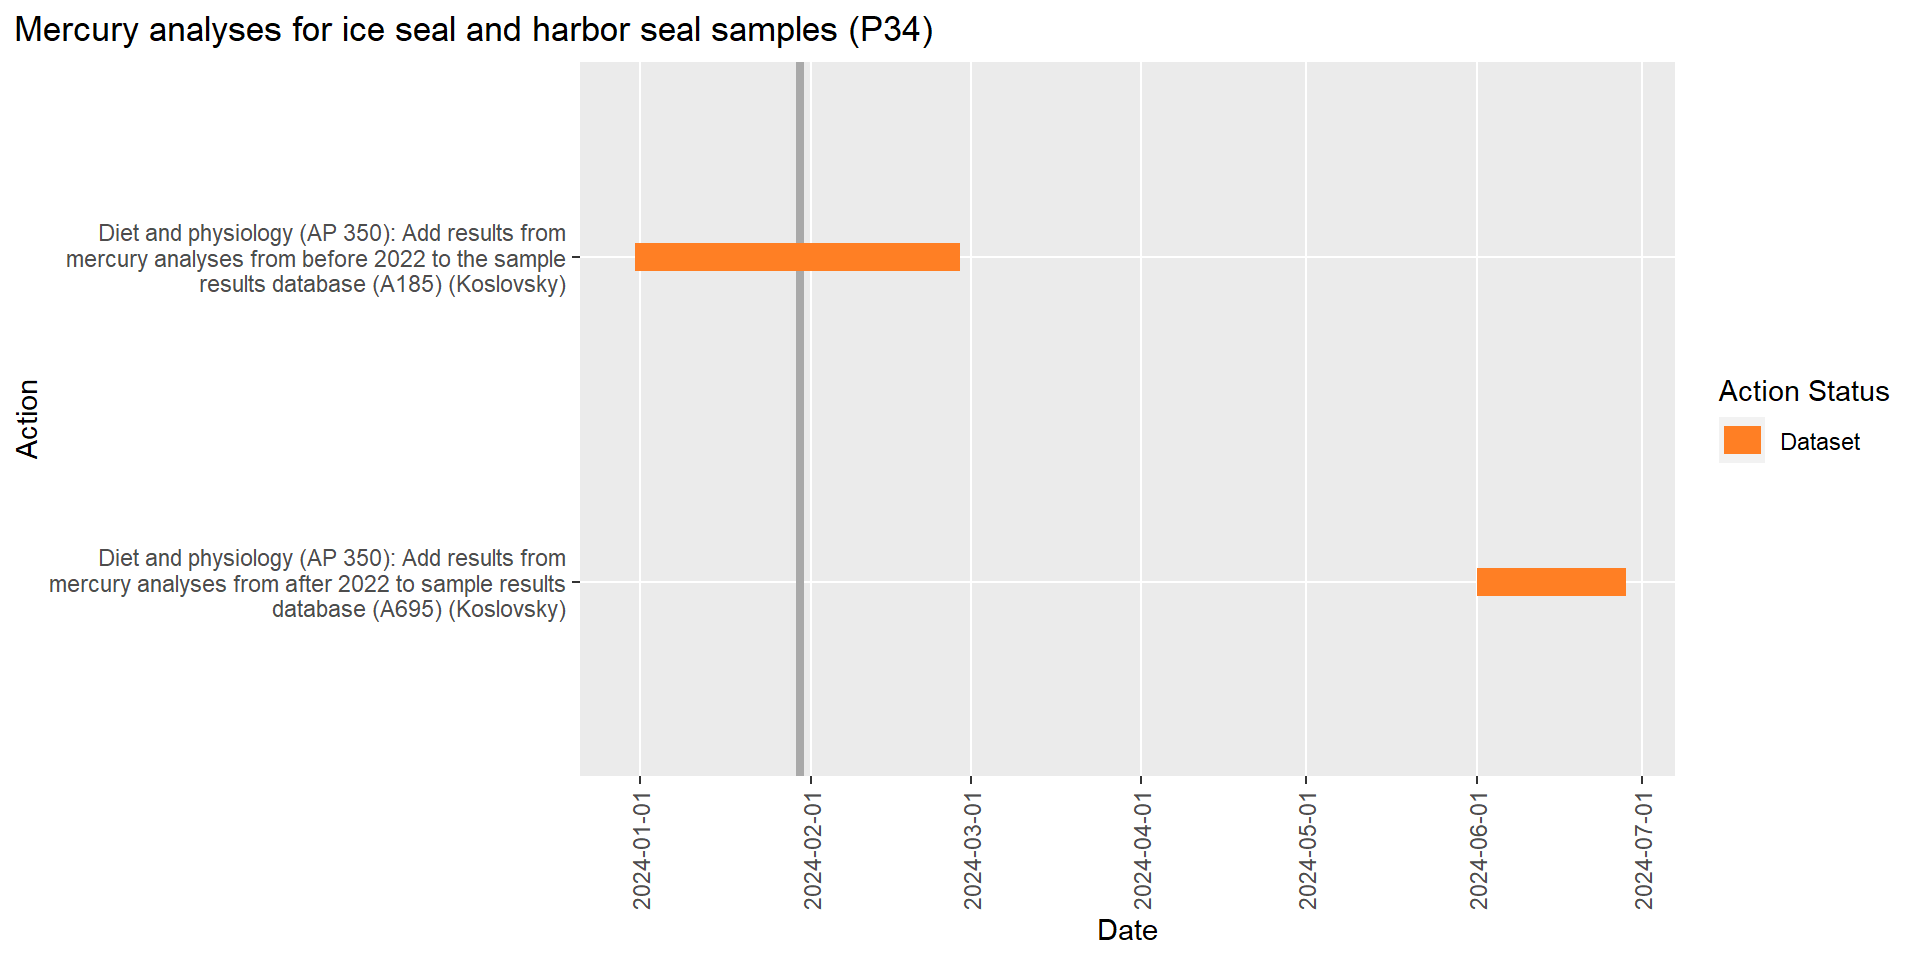 Mercury analyses for ice seal and harbor seal samples (P34)
Diet and physiology (AP 350): Add results from
mercury analyses from before 2022 to the sample
results database (A185) (Koslovsky)
Action
Diet and physiology (AP 350): Add results from
mercury analyses from after 2022 to sample results
database (A695) (Koslovsky)
Action Status
Dataset
2024-01-01
2024-02-01
2024-03-01
2024-04-01
2024-05-01
2024-06-01
2024-07-01
Date